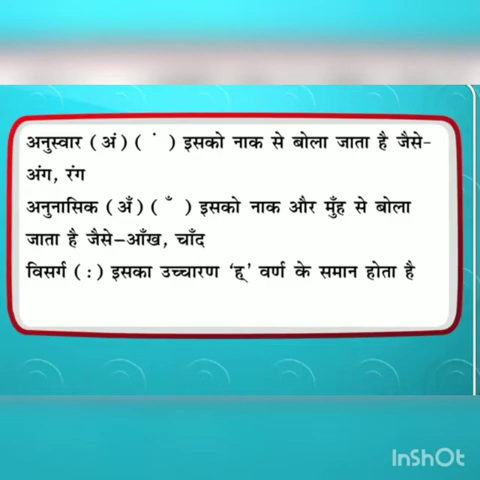 अनुस्वार (अं) ( ं ) इसको नाक से बोला जाता है जैसे-
अंग, रंग
अनुनासिक (अँ) ( ँ ) इसको नाक और मुँह से बोला
जाता है जैसे–आँख, चाँद
विसर्ग (:) इसका उच्चारण ‘ह्’ वर्ण के समान होता है
InShOt